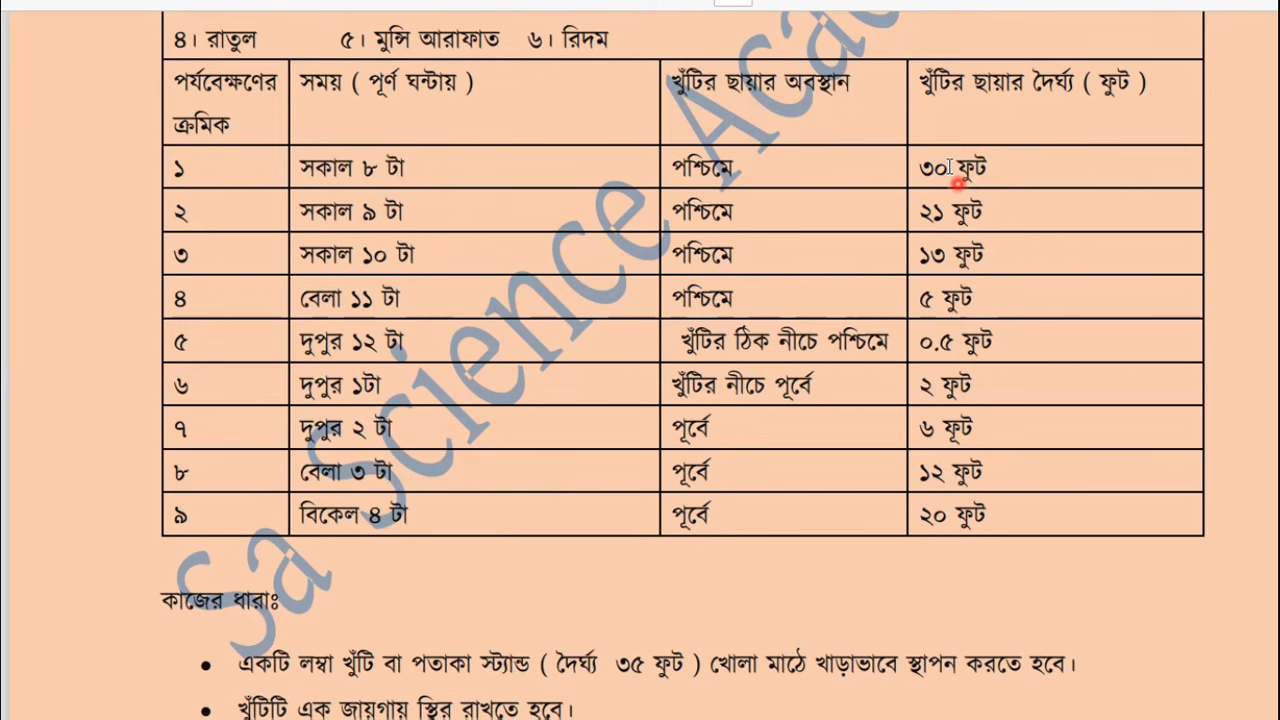 ৪। রাতুল ৫। মুন্সি আরাফাত ৬। রিদম
পর্যবেক্ষণের ক্রমিক সময় ( পূর্ণ ঘন্টায় ) খুঁটির ছায়ার অবস্থান খুঁটির ছায়ার দৈর্ঘ্য ( ফুট )
১ সকাল ৮ টা পশ্চিমে ৩০ ফুট
২ সকাল ৯ টা পশ্চিমে ২১ ফুট
৩ সকাল ১০ টা পশ্চিমে ১৩ ফুট
৪ বেলা ১১ টা পশ্চিমে ৫ ফুট
৫ দুপুর ১২ টা খুঁটির ঠিক নীচে পশ্চিমে ০.৫ ফুট
৬ দুপুর ১টা খুঁটির নীচে পূর্বে ২ ফুট
৭ দুপুর ২ টা পূর্বে ৬ ফূট
৮ বেলা ৩ টা পূর্বে ১২ ফুট
৯ বিকেল ৪ টা পূর্বে ২০ ফুট
কাজের ধারাঃ
● একটি লম্বা খুঁটি বা পতাকা স্ট্যান্ড ( দৈর্ঘ্য ৩৫ ফুট ) খোলা মাঠে খাড়াভাবে স্থাপন করতে হবে।
● খুঁটিটি এক জায়গায় স্থির রাখতে হবে।
Sa Science